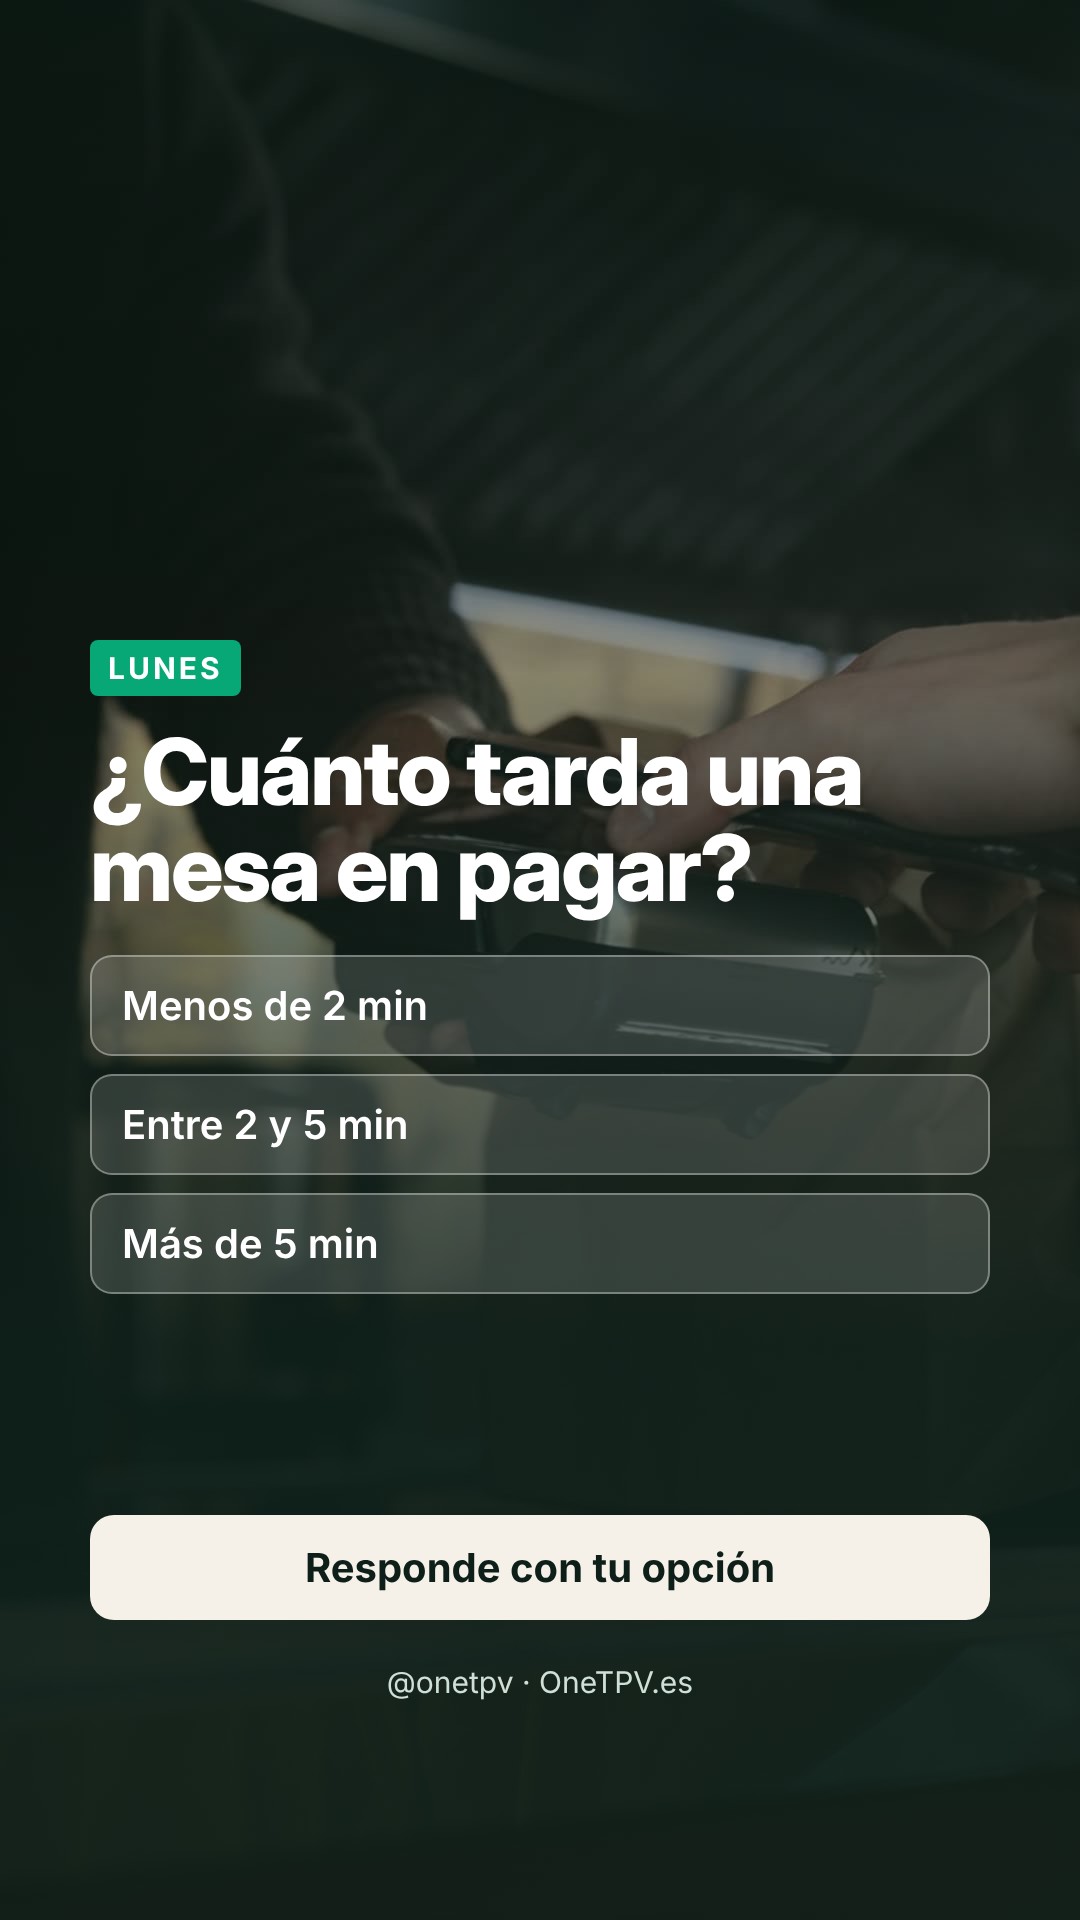 LUNES
¿Cuánto tarda una
mesa en pagar?
Menos de 2 min
Entre 2 y 5 min
Más de 5 min
Responde con tu opción
@onetpv · OneTPV.es